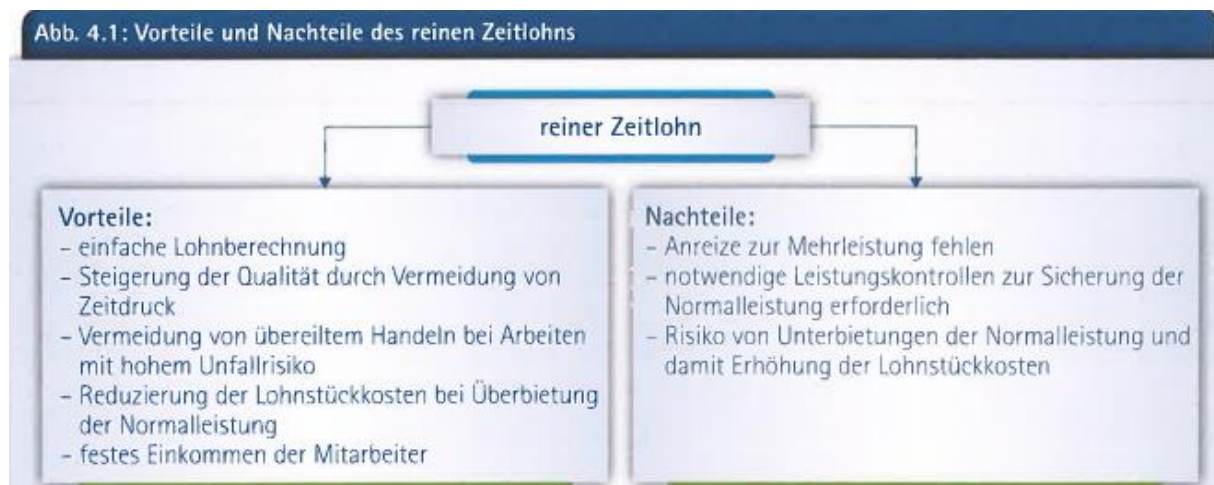 Abb. 4.1: Vorteile und Nachteile des reinen Zeitlohns
reiner Zeitlohn
Vorteile:
– einfache Lohnberechnung
– Steigerung der Qualität durch Vermeidung von
Zeitdruck
– Vermeidung von übereiltem Handeln bei Arbeiten
mit hohem Unfallrisiko
– Reduzierung der Lohnstückkosten bei Überbietung
der Normalleistung
– festes Einkommen der Mitarbeiter
Nachteile:
– Anreize zur Mehrleistung fehlen
– notwendige Leistungskontrollen zur Sicherung der
Normalleistung erforderlich
– Risiko von Unterbietungen der Normalleistung und
damit Erhöhung der Lohnstückkosten